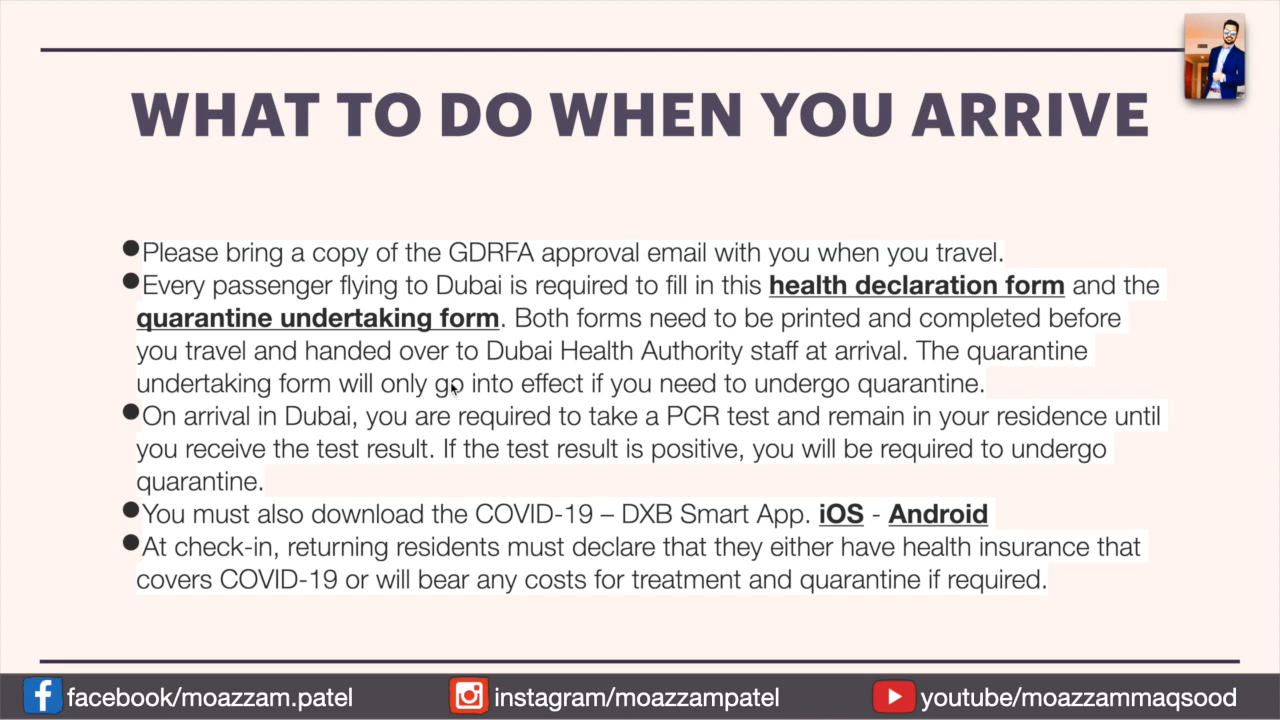 WHAT TO DO WHEN YOU ARRIVE
●Please bring a copy of the GDRFA approval email with you when you travel.
●Every passenger flying to Dubai is required to fill in this health declaration form and the
quarantine undertaking form. Both forms need to be printed and completed before
you travel and handed over to Dubai Health Authority staff at arrival. The quarantine
undertaking form will only go into effect if you need to undergo quarantine.
●On arrival in Dubai, you are required to take a PCR test and remain in your residence until
you receive the test result. If the test result is positive, you will be required to undergo
quarantine.
●You must also download the COVID-19 – DXB Smart App. iOS - Android
●At check-in, returning residents must declare that they either have health insurance that
covers COVID-19 or will bear any costs for treatment and quarantine if required.
facebook/moazzam.patel
instagram/moazzampatel
youtube/moazzammaqsood